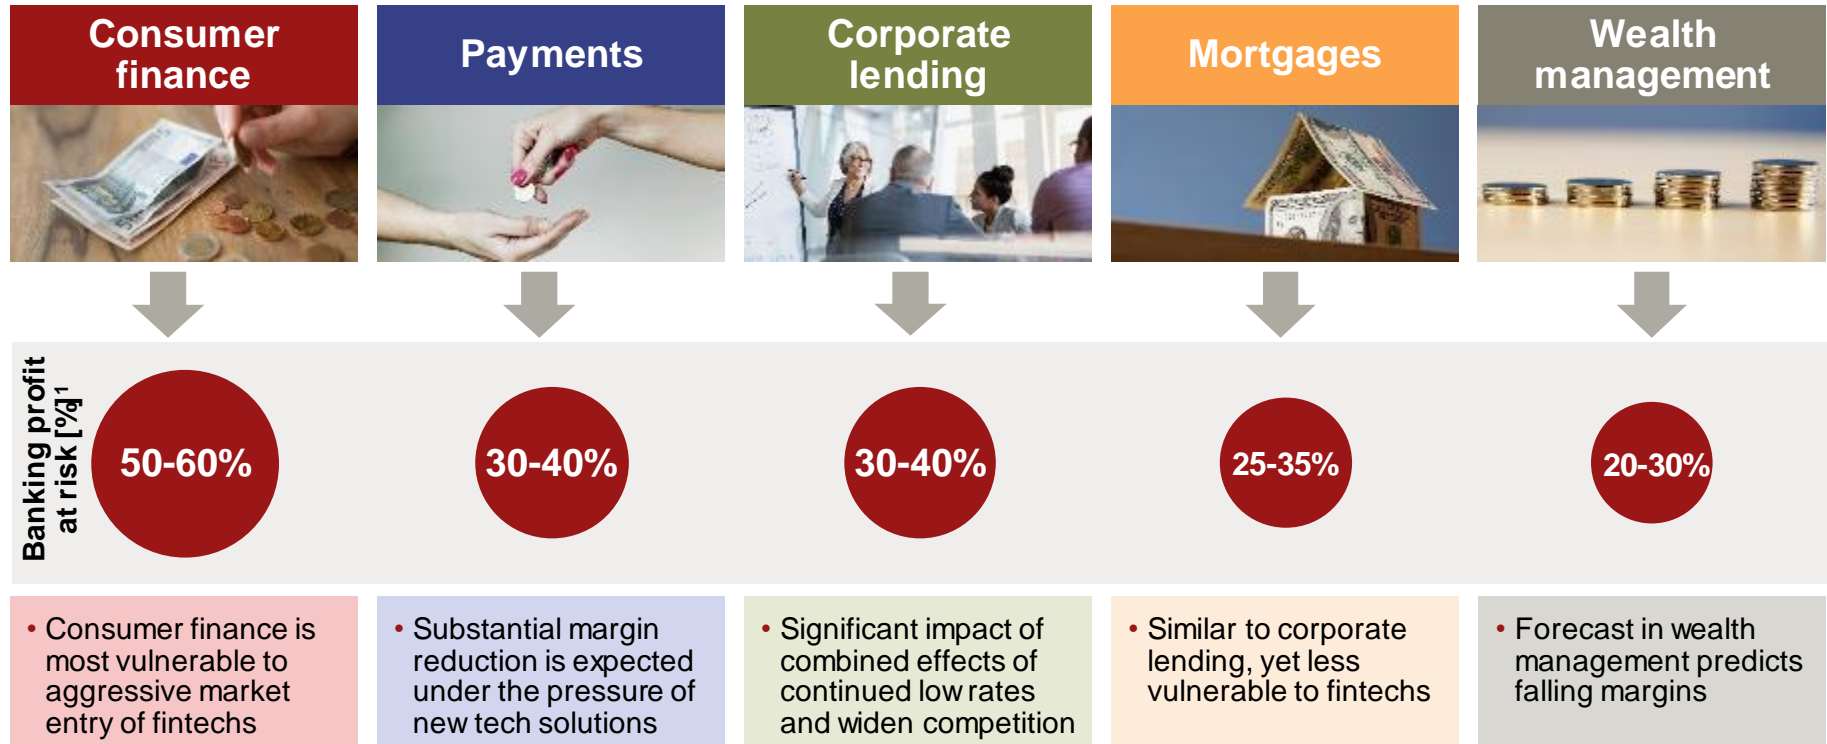 Consumer
finance
Payments
Corporate
lending
Mortgages
Wealth
management
Banking profit
at risk [%]1
50-60%
30-40%
30-40%
25-35%
20-30%
• Consumer finance is
most vulnerable to
aggressive market
entry of fintechs
• Substantial margin
reduction is expected
under the pressure of
new tech solutions
• Significant impact of
combined effects of
continued low rates
and widen competition
• Similar to corporate
lending, yet less
vulnerable to fintechs
• Forecast in wealth
management predicts
falling margins